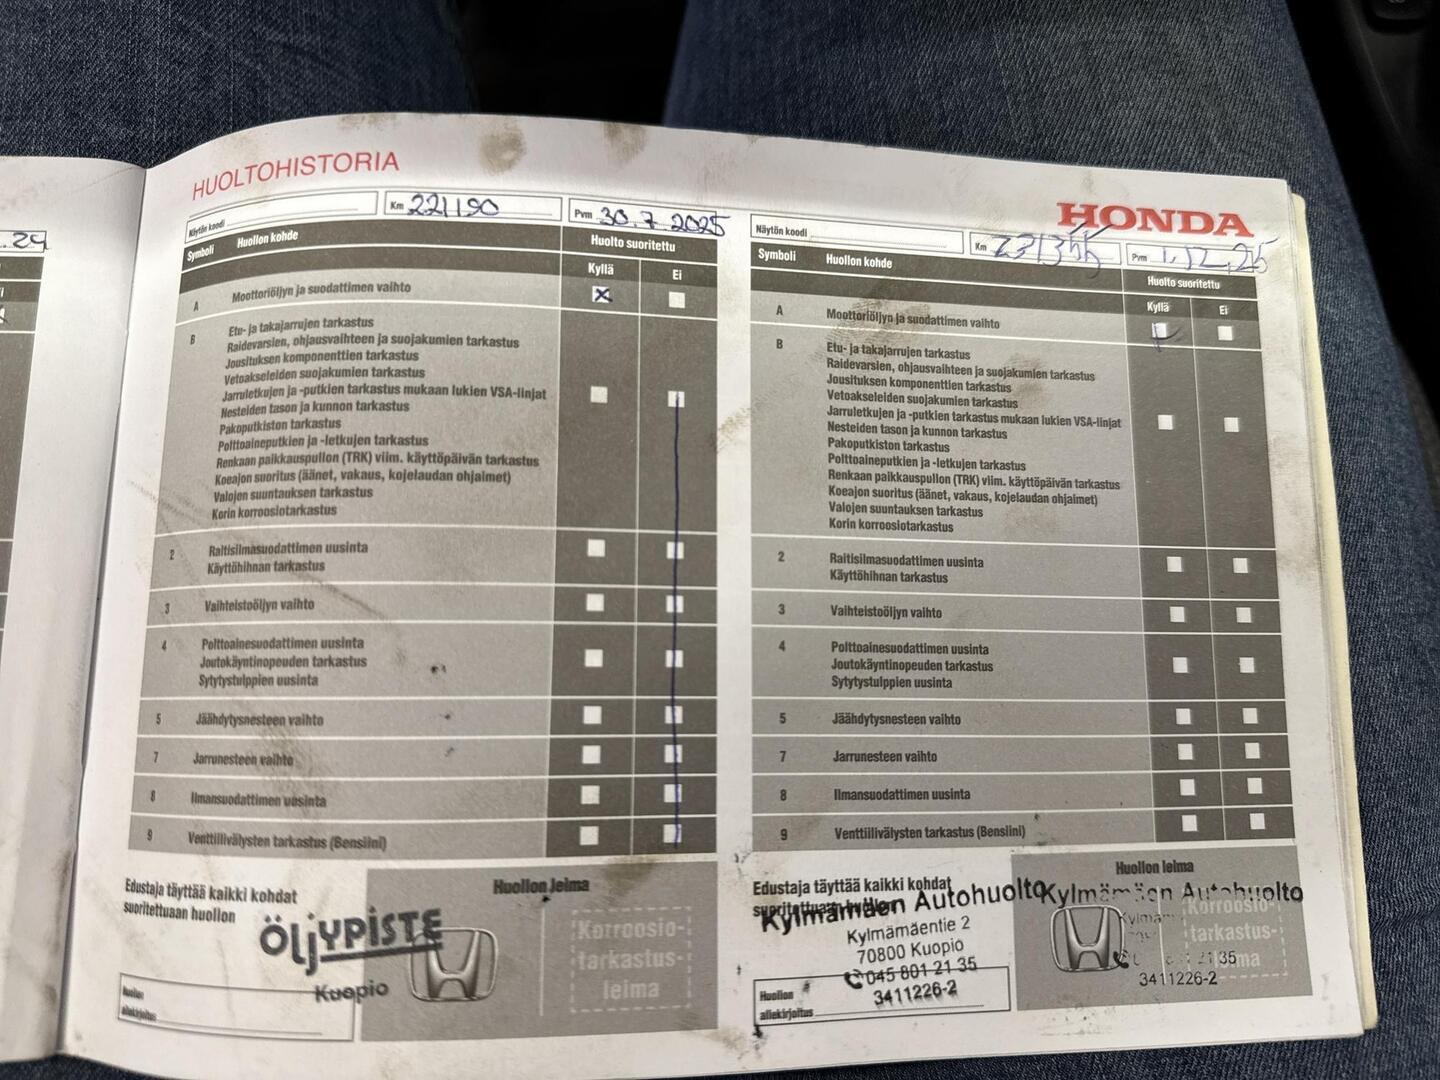 HUOLTOHISTORIA
Näytön koodi
Km 221190
Pvm 30.7.2025
Symboli Huollon kohde
Huolto suoritettu
Kyllä Ei
A Moottoriöljyn ja suodattimen vaihto
B Etu- ja takajarrujen tarkastus
Raidevarsien, ohjausvaihteen ja suojakumien tarkastus
Jousituksen komponenttien tarkastus
Vetoakseleiden suojakumien tarkastus
Jarruletkujen ja -putkien tarkastus mukaan lukien VSA-linjat
Nesteiden tason ja kunnon tarkastus
Pakoputkiston tarkastus
Polttoaineputkien ja -letkujen tarkastus
Renkaan paikkauspullon (TRK) viim. käyttöpäivän tarkastus
Koeajon suoritus (äänet, vakaus, kojelaudan ohjaimet)
Valojen suuntauksen tarkastus
Korin korroosiotarkastus
2 Raitisilmasuodattimen uusinta
Käyttöhihnan tarkastus
3 Vaihteistoöljyn vaihto
4 Polttoainesuodattimen uusinta
Joutokäyntinopeuden tarkastus
Sytytystulppien uusinta
5 Jäähdytysnesteen vaihto
7 Jarrunesteen vaihto
8 Ilmansuodattimen uusinta
9 Venttiilivälysten tarkastus (Bensiini)
Edustaja täyttää kaikki kohdat
suoritettuaan huollon
Huollon leima
ÖljyPISTE
Kuopio
Korroosio-
tarkastus-
leima
Huollon
allekirjoitus
HONDA
Näytön koodi
Km 231355
Pvm 1.12.25
Symboli Huollon kohde
Huolto suoritettu
Kyllä Ei
A Moottoriöljyn ja suodattimen vaihto
B Etu- ja takajarrujen tarkastus
Raidevarsien, ohjausvaihteen ja suojakumien tarkastus
Jousituksen komponenttien tarkastus
Vetoakseleiden suojakumien tarkastus
Jarruletkujen ja -putkien tarkastus mukaan lukien VSA-linjat
Nesteiden tason ja kunnon tarkastus
Pakoputkiston tarkastus
Polttoaineputkien ja -letkujen tarkastus
Renkaan paikkauspullon (TRK) viim. käyttöpäivän tarkastus
Koeajon suoritus (äänet, vakaus, kojelaudan ohjaimet)
Valojen suuntauksen tarkastus
Korin korroosiotarkastus
2 Raitisilmasuodattimen uusinta
Käyttöhihnan tarkastus
3 Vaihteistoöljyn vaihto
4 Polttoainesuodattimen uusinta
Joutokäyntinopeuden tarkastus
Sytytystulppien uusinta
5 Jäähdytysnesteen vaihto
7 Jarrunesteen vaihto
8 Ilmansuodattimen uusinta
9 Venttiilivälysten tarkastus (Bensiini)
Edustaja täyttää kaikki kohdat
suoritettuaan huollon
Kylmämäen Autohuolto
Kylmämäentie 2
70800 Kuopio
045 801 21 35
3411226-2
Huollon
allekirjoitus
Huollon leima
Kylmämäen Autohuolto
Korroosio-
tarkastus-
leima
21 35
3411226-2